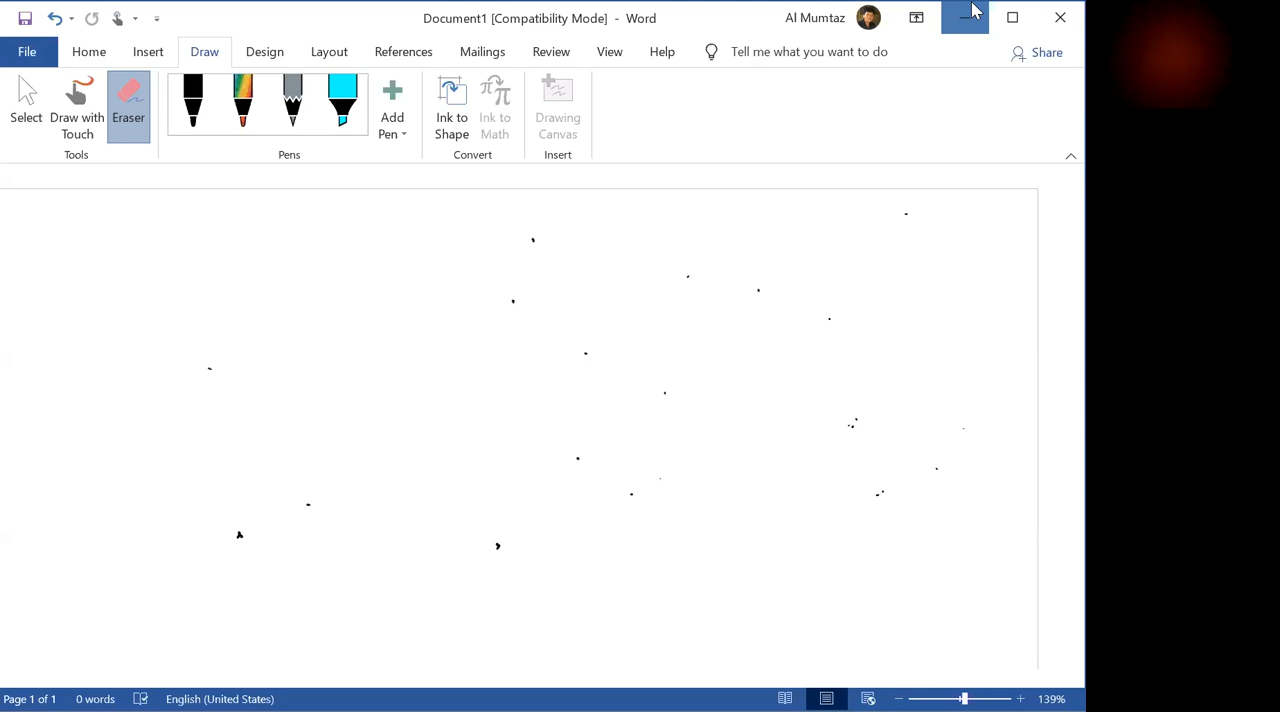 Document1 [Compatibility Mode] - Word
Al Mumtaz
File Home Insert Draw Design Layout References Mailings Review View Help Tell me what you want to do Share
Select
Draw with Touch
Eraser
Tools
Pens
Add Pen
Ink to Shape
Ink to Math
Convert
Drawing Canvas
Insert
Page 1 of 1 0 words English (United States) 139%